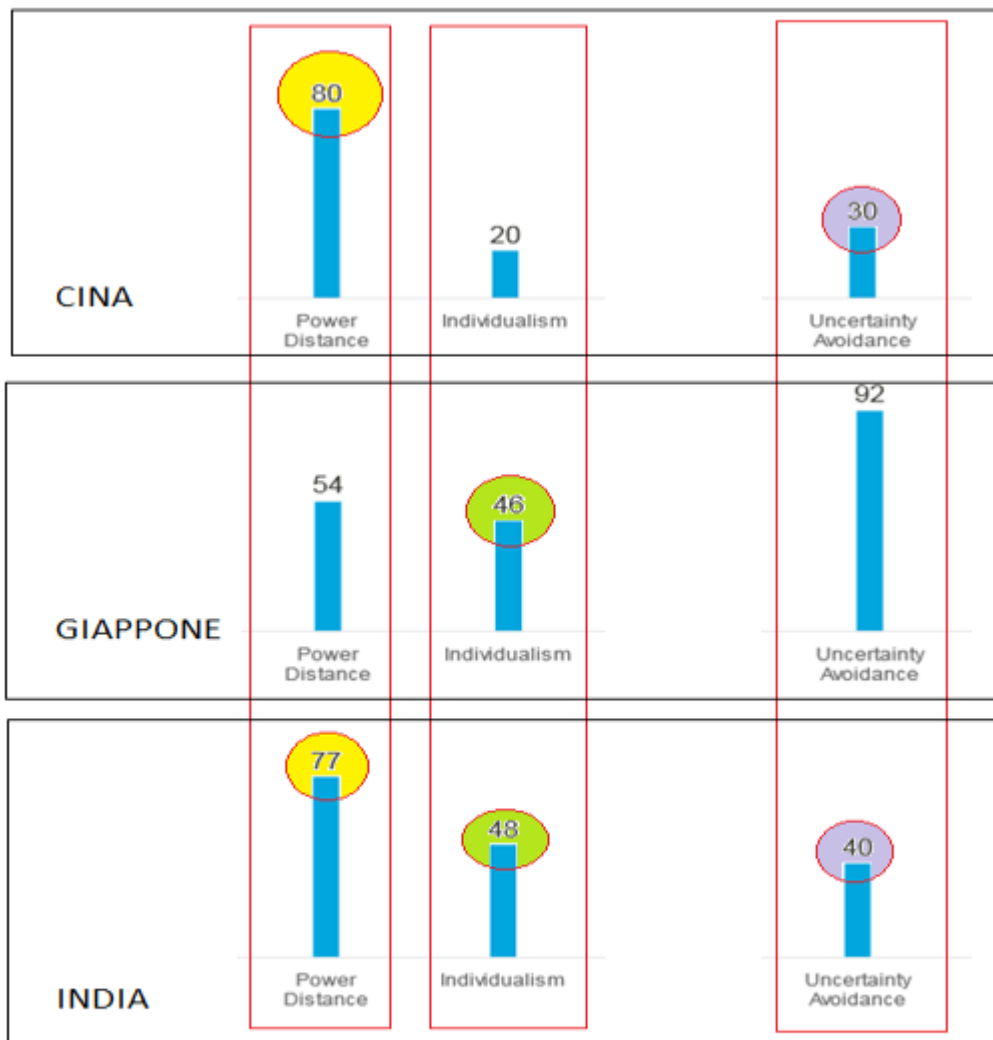 80
20
30
CINA
Power
Distance
Individualism
Uncertainty
Avoidance
92
54
46
GIAPPONE
Power
Distance
Individualism
Uncertainty
Avoidance
77
48
40
INDIA
Power
Distance
Individualism
Uncertainty
Avoidance